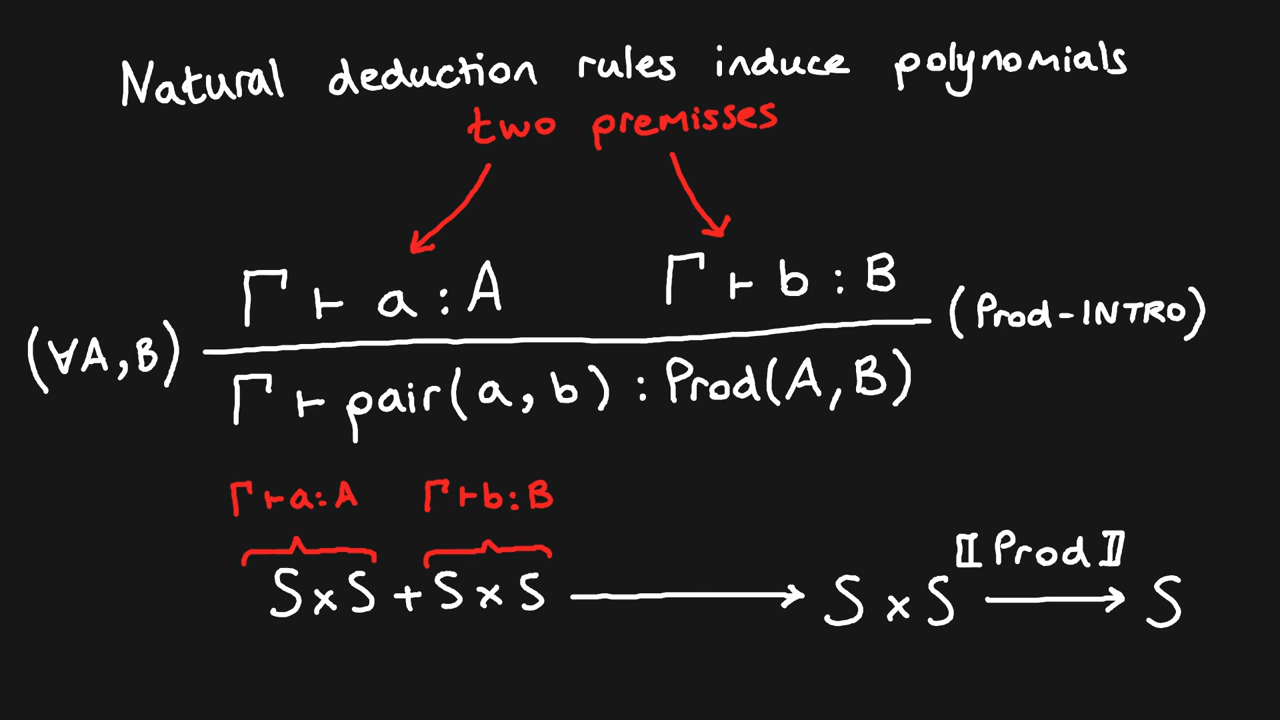 Natural deduction rules induce polynomials
two premisses
Γ ⊢ a : A Γ ⊢ b : B
(∀A,B) (Prod-INTRO)
Γ ⊢ pair(a, b) : Prod(A, B)
Γ⊢a:A Γ⊢b:B
⟦Prod⟧
S×S + S×S ⟶ S×S ⟶ S